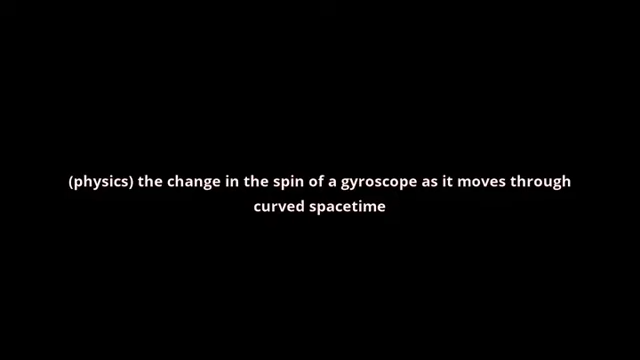 (physics) the change in the spin of a gyroscope as it moves through
curved spacetime